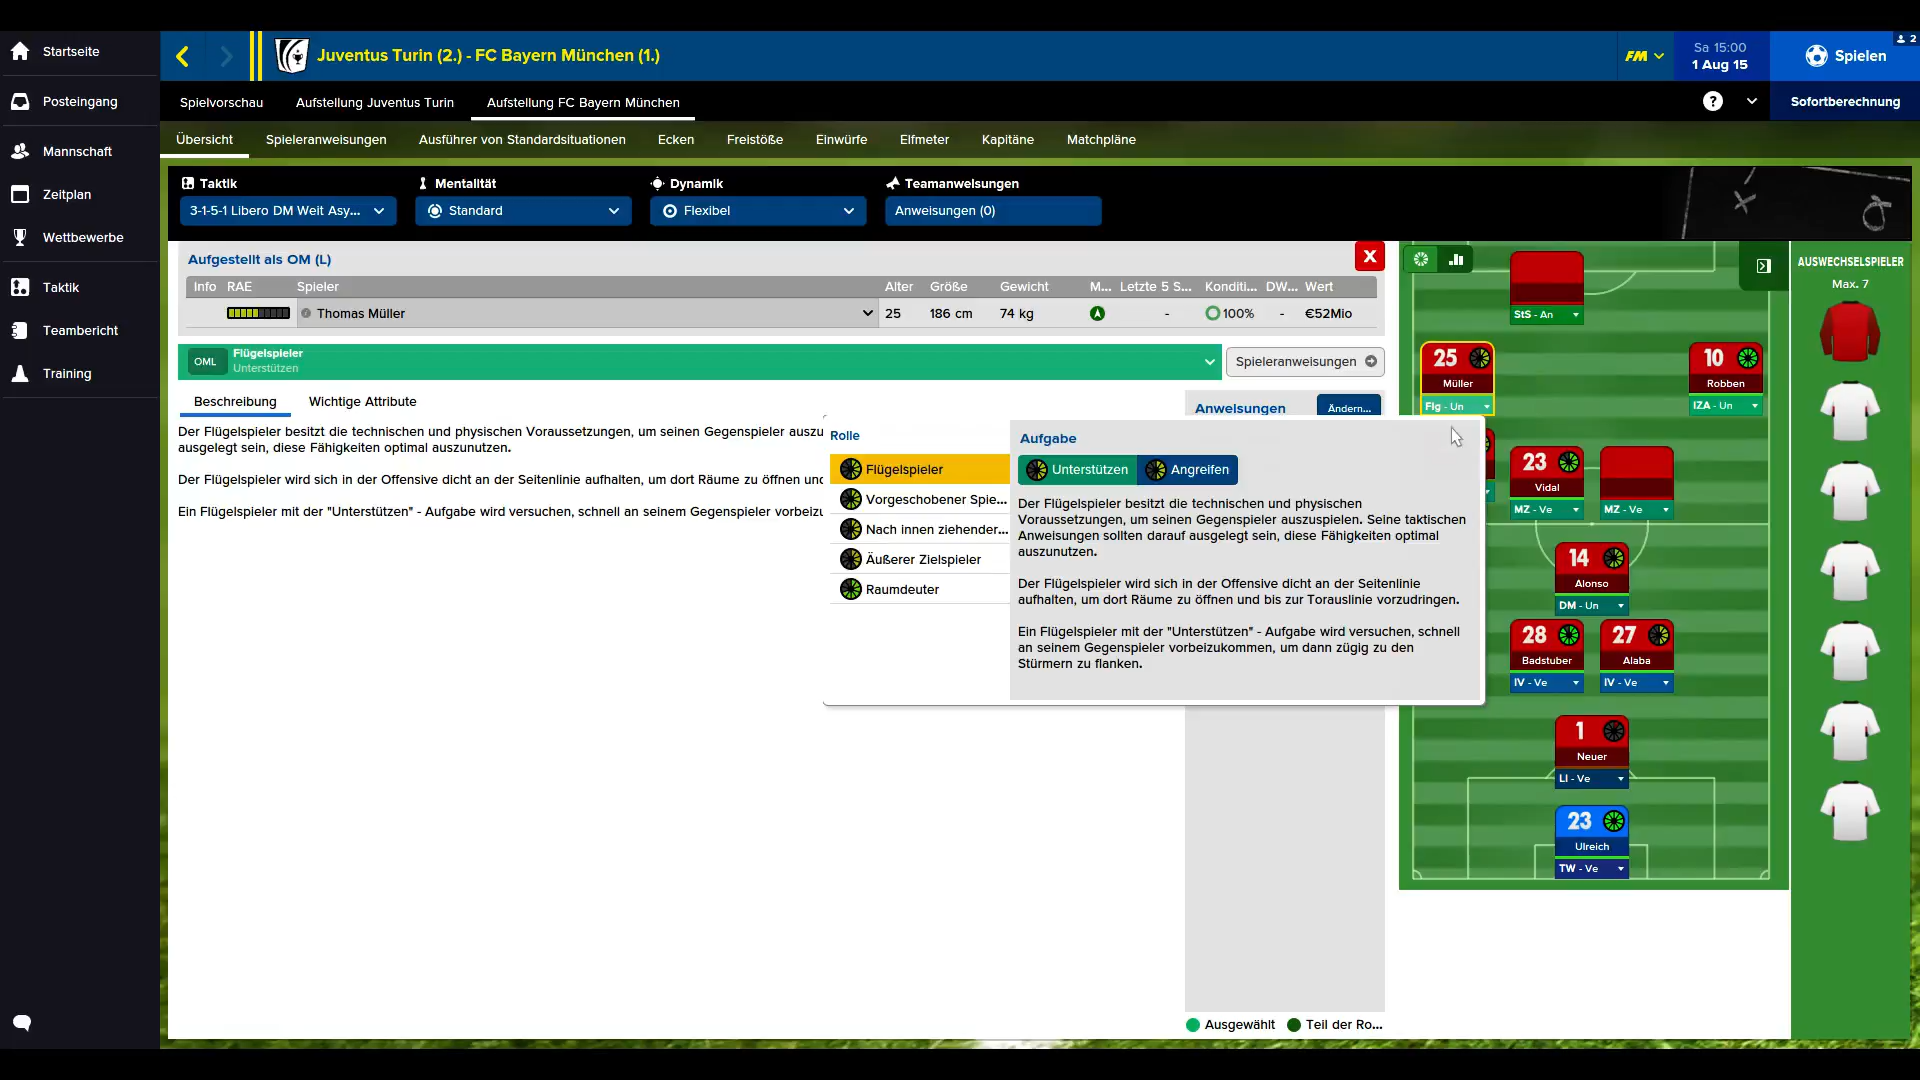 Startseite
Posteingang
Mannschaft
Zeitplan
Wettbewerbe
Taktik
Teambericht
Training
Juventus Turin (2.) - FC Bayern München (1.)
FM
Sa 15:00
1 Aug 15
2
Spielen
Spielvorschau
Aufstellung Juventus Turin
Aufstellung FC Bayern München
?
Sofortberechnung
Übersicht
Spieleranweisungen
Ausführer von Standardsituationen
Ecken
Freistöße
Einwürfe
Elfmeter
Kapitäne
Matchpläne
Taktik
Mentalität
Dynamik
Teamanweisungen
3-1-5-1 Libero DM Weit Asy...
Standard
Flexibel
Anweisungen (0)
Aufgestellt als OM (L)
X
Info RAE Spieler Alter Größe Gewicht M... Letzte 5 S... Konditi... DW... Wert
Thomas Müller 25 186 cm 74 kg - 100% - €52Mio
OML
Flügelspieler
Unterstützen
Spieleranweisungen
Beschreibung
Wichtige Attribute
Anweisungen
Ändern...
Der Flügelspieler besitzt die technischen und physischen Voraussetzungen, um seinen Gegenspieler auszu
ausgelegt sein, diese Fähigkeiten optimal auszunutzen.
Der Flügelspieler wird sich in der Offensive dicht an der Seitenlinie aufhalten, um dort Räume zu öffnen und
Ein Flügelspieler mit der "Unterstützen" - Aufgabe wird versuchen, schnell an seinem Gegenspieler vorbeizu
Rolle
Flügelspieler
Vorgeschobener Spie...
Nach innen ziehender...
Äußerer Zielspieler
Raumdeuter
Aufgabe
Unterstützen
Angreifen
Der Flügelspieler besitzt die technischen und physischen
Voraussetzungen, um seinen Gegenspieler auszuspielen. Seine taktischen
Anweisungen sollten darauf ausgelegt sein, diese Fähigkeiten optimal
auszunutzen.
Der Flügelspieler wird sich in der Offensive dicht an der Seitenlinie
aufhalten, um dort Räume zu öffnen und bis zur Torauslinie vorzudringen.
Ein Flügelspieler mit der "Unterstützen" - Aufgabe wird versuchen, schnell
an seinem Gegenspieler vorbeizukommen, um dann zügig zu den
Stürmern zu flanken.
Ausgewählt
Teil der Ro...
StS - An
25
Müller
Flg - Un
10
Robben
IZA - Un
23
Vidal
MZ - Ve
MZ - Ve
14
Alonso
DM - Un
28
Badstuber
IV - Ve
27
Alaba
IV - Ve
1
Neuer
LI - Ve
23
Ulreich
TW - Ve
AUSWECHSELSPIELER
Max. 7